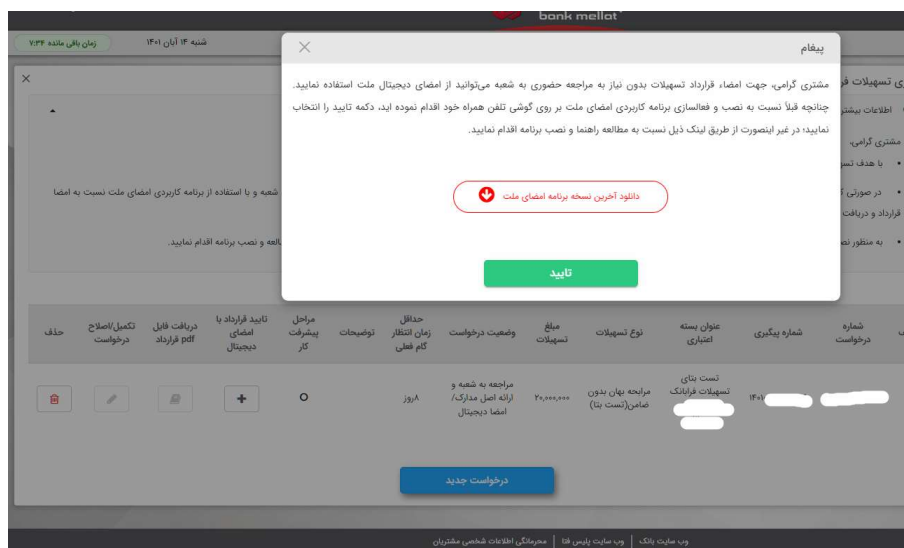 bank mellat
شنبه ۱۴ آبان ۱۴۰۱
زمان باقی مانده ۷:۳۴
پیغام
مشتری گرامی، جهت امضاء قرارداد تسهیلات بدون نیاز به مراجعه حضوری به شعبه می‌توانید از امضای دیجیتال ملت استفاده نمایید.
چنانچه قبلاً نسبت به نصب و فعالسازی برنامه کاربردی امضای ملت بر روی گوشی تلفن همراه خود اقدام نموده اید، دکمه تایید را انتخاب
نمایید؛ در غیر اینصورت از طریق لینک ذیل نسبت به مطالعه راهنما و نصب برنامه اقدام نمایید.
دانلود آخرین نسخه برنامه امضای ملت
تایید
ی تسهیلات فر
اطلاعات بیشتر
مشتری گرامی،
با هدف تس
در صورتی
شعبه و با استفاده از برنامه کاربردی امضای ملت نسبت به امضا
قرارداد و دریافت
به منظور نص
العه و نصب برنامه اقدام نمایید.
شماره درخواست
شماره پیگیری
عنوان بسته اعتباری
نوع تسهیلات
مبلغ تسهیلات
وضعیت درخواست
حداقل زمان انتظار گام فعلی
توضیحات
مراحل پیشرفت کار
تایید قرارداد با امضای دیجیتال
دریافت فایل pdf قرارداد
تکمیل/اصلاح درخواست
حذف
۱۴۰۱
تست بتای تسهیلات فرابانک
مرابحه بهان بدون ضامن(تست بتا)
۲۰,۰۰۰,۰۰۰
مراجعه به شعبه و ارائه اصل مدارک/ امضا دیجیتال
۸روز
درخواست جدید
وب سایت بانک | وب سایت پلیس فتا | محرمانگی اطلاعات شخصی مشتریان